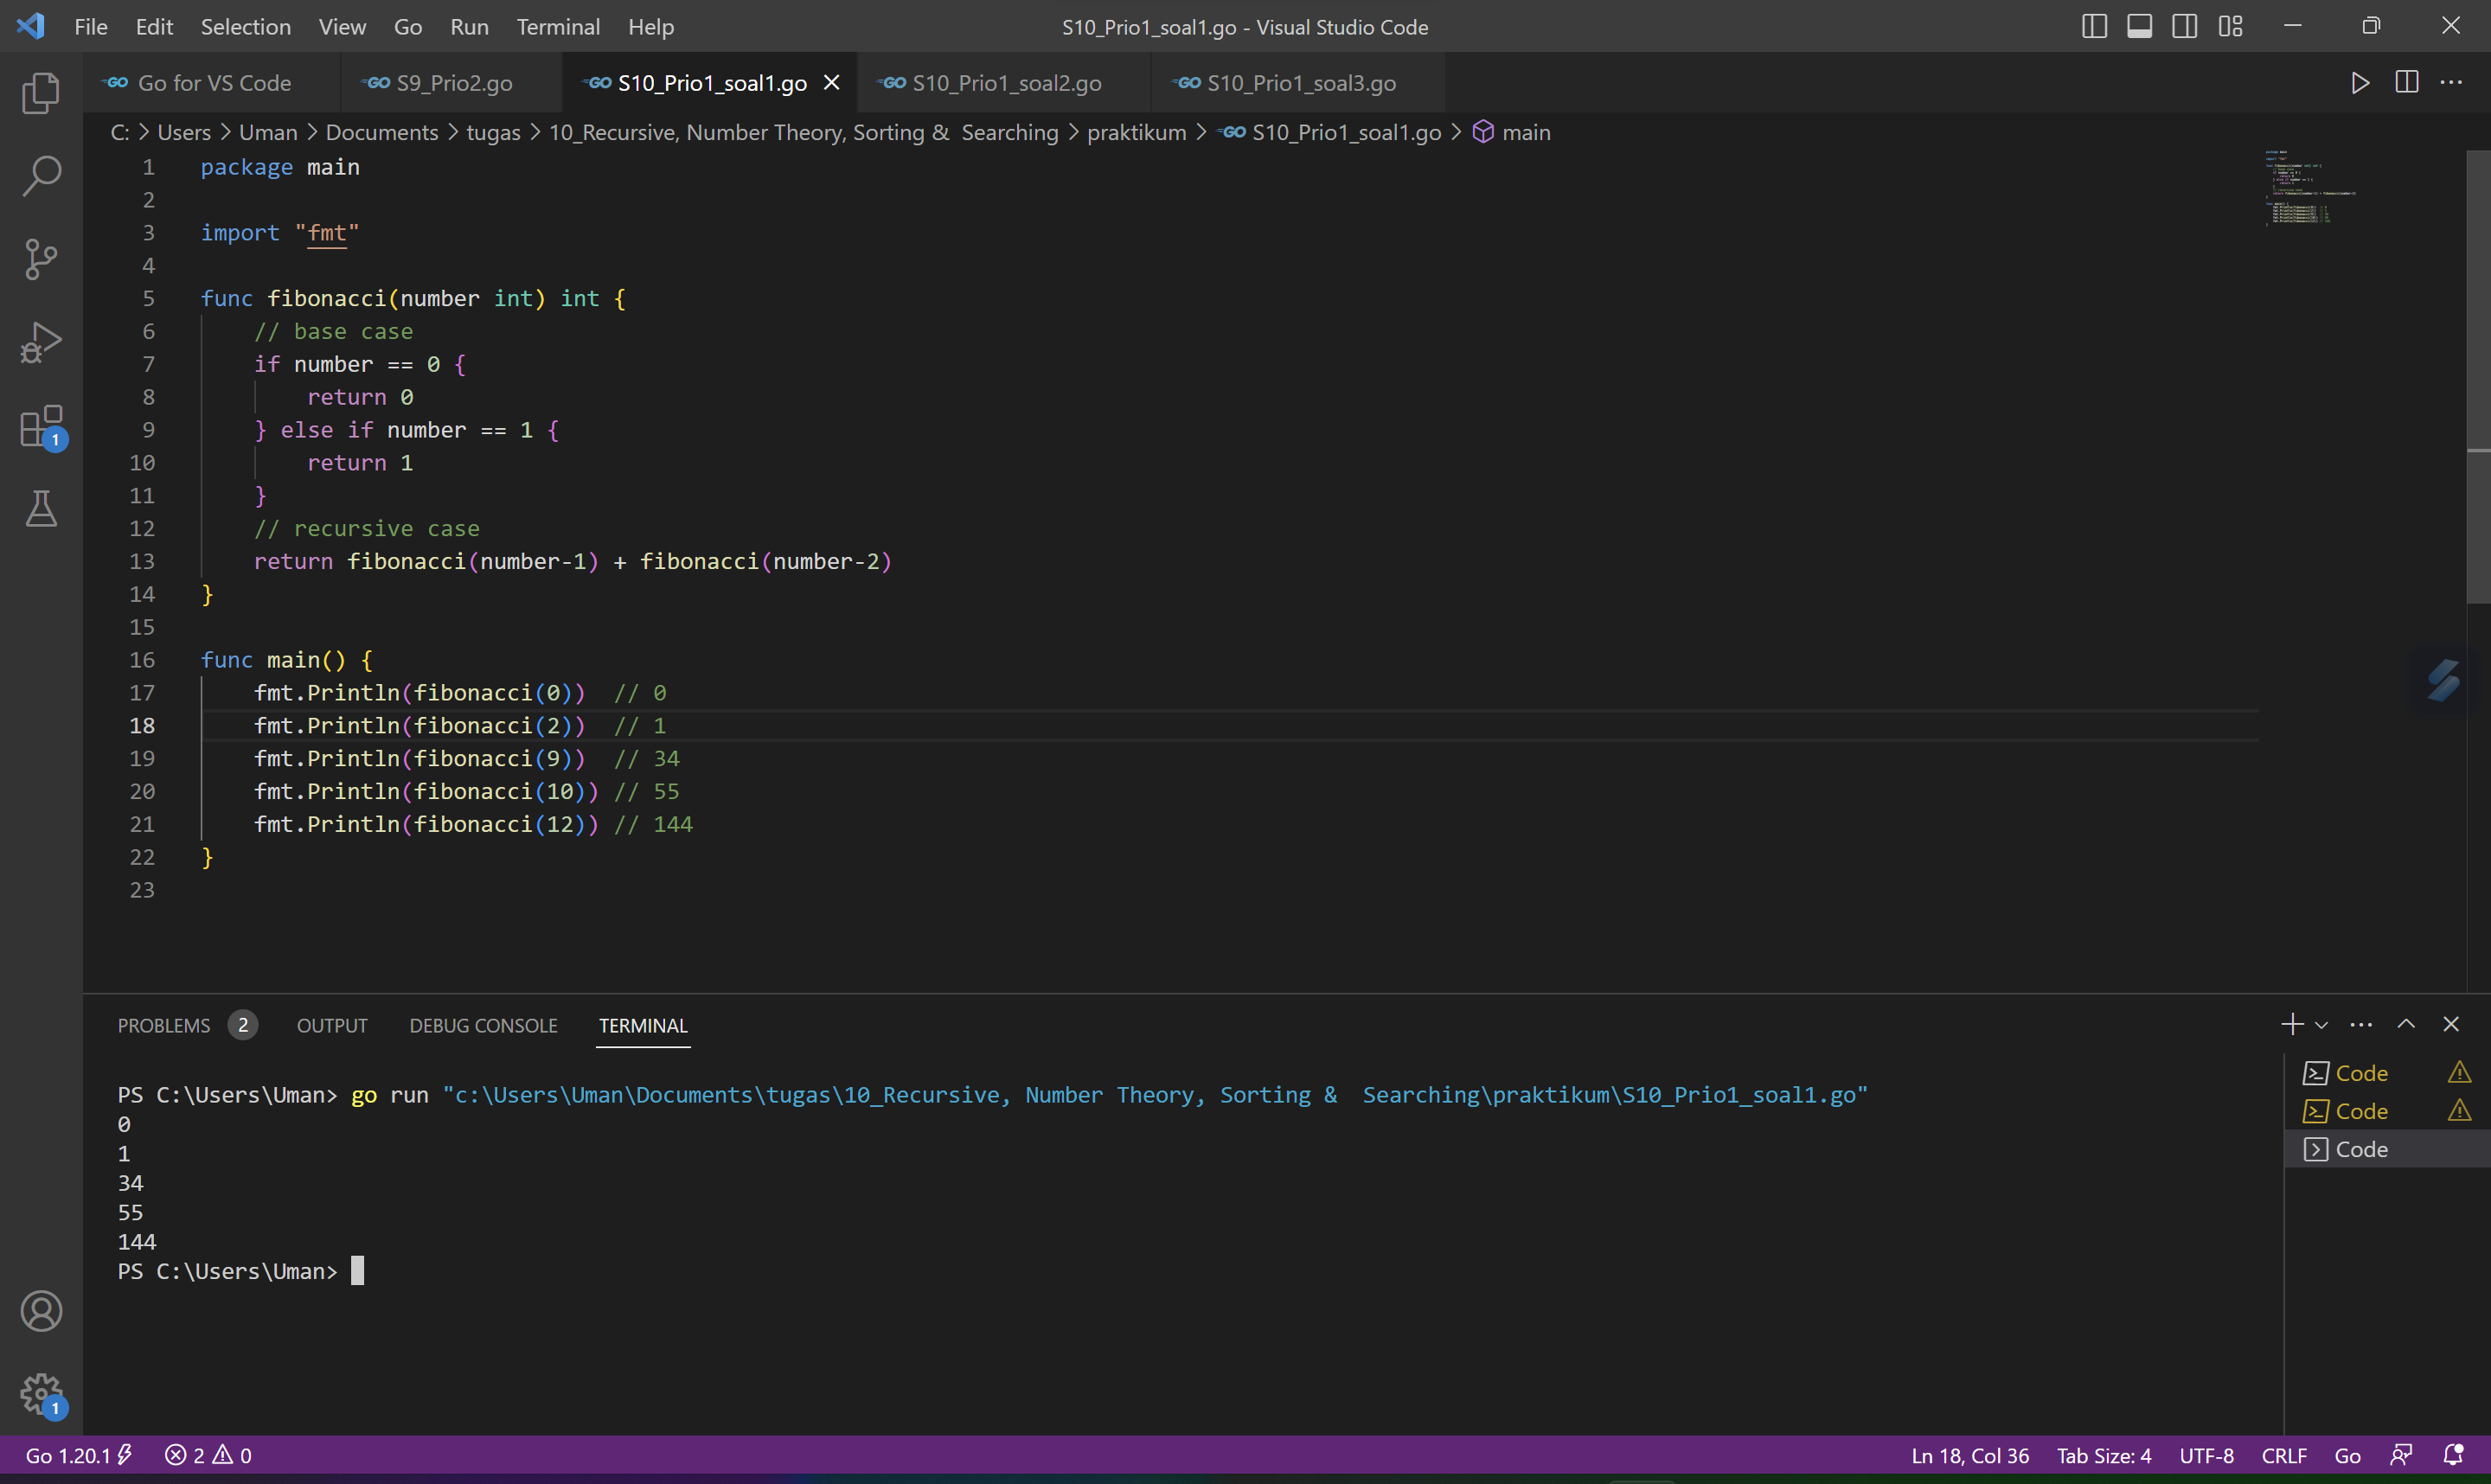 File Edit Selection View Go Run Terminal Help S10_Prio1_soal1.go - Visual Studio Code
Go for VS Code S9_Prio2.go S10_Prio1_soal1.go S10_Prio1_soal2.go S10_Prio1_soal3.go
C: > Users > Uman > Documents > tugas > 10_Recursive, Number Theory, Sorting &  Searching > praktikum > S10_Prio1_soal1.go > main
1 package main
2
3 import "fmt"
4
5 func fibonacci(number int) int {
6     // base case
7     if number == 0 {
8         return 0
9     } else if number == 1 {
10         return 1
11     }
12     // recursive case
13     return fibonacci(number-1) + fibonacci(number-2)
14 }
15
16 func main() {
17     fmt.Println(fibonacci(0))  // 0
18     fmt.Println(fibonacci(2))  // 1
19     fmt.Println(fibonacci(9))  // 34
20     fmt.Println(fibonacci(10)) // 55
21     fmt.Println(fibonacci(12)) // 144
22 }
23
1
PROBLEMS 2 OUTPUT DEBUG CONSOLE TERMINAL
PS C:\Users\Uman> go run "c:\Users\Uman\Documents\tugas\10_Recursive, Number Theory, Sorting &  Searching\praktikum\S10_Prio1_soal1.go"
0
1
34
55
144
PS C:\Users\Uman>
Code
Code
Code
1
Go 1.20.1 2 0 Ln 18, Col 36 Tab Size: 4 UTF-8 CRLF Go